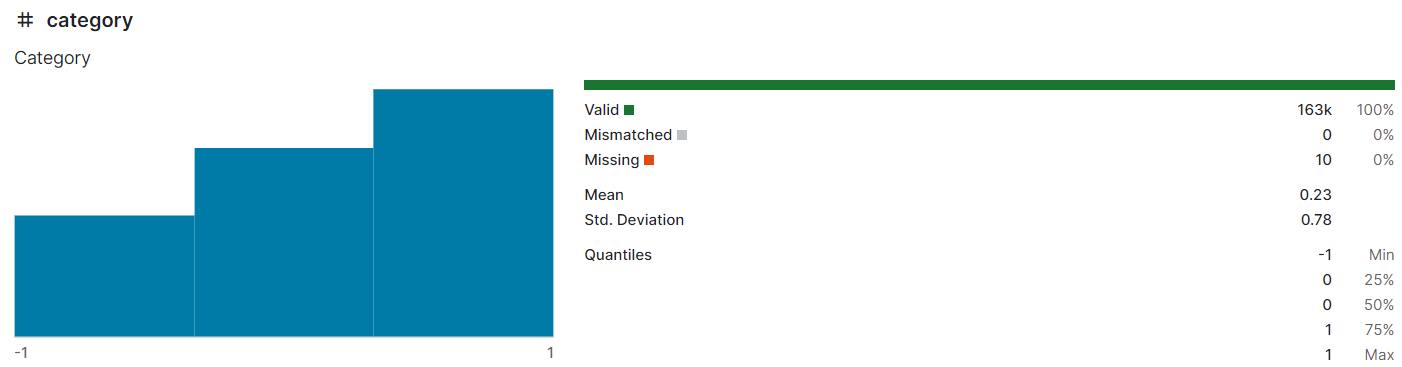 # category
Category
-1 1
Valid 163k 100%
Mismatched 0 0%
Missing 10 0%
Mean 0.23
Std. Deviation 0.78
Quantiles -1 Min
0 25%
0 50%
1 75%
1 Max